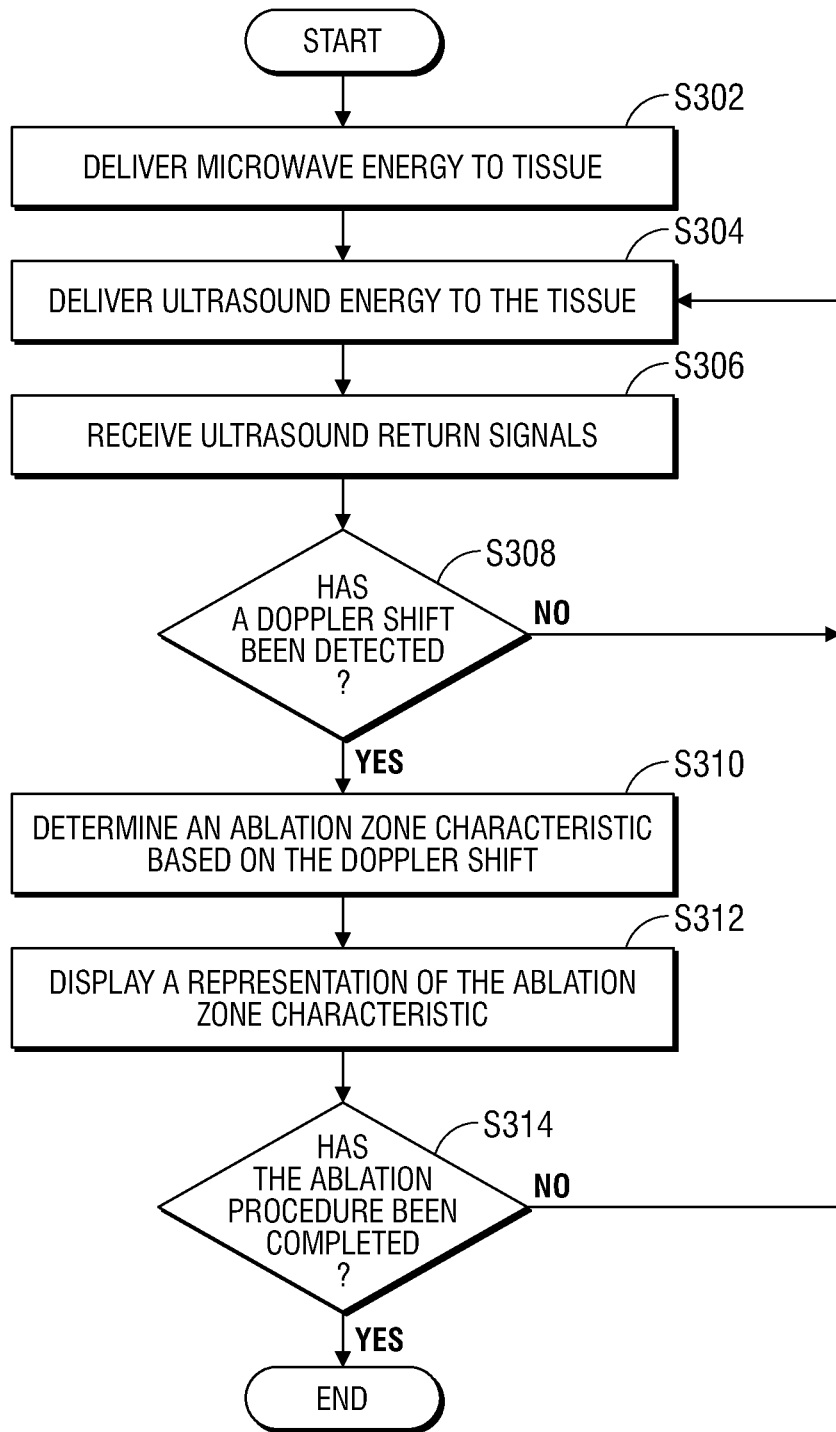 START
S302
DELIVER MICROWAVE ENERGY TO TISSUE
S304
DELIVER ULTRASOUND ENERGY TO THE TISSUE
S306
RECEIVE ULTRASOUND RETURN SIGNALS
S308
HAS
A DOPPLER SHIFT
BEEN DETECTED
?
NO
YES
S310
DETERMINE AN ABLATION ZONE CHARACTERISTIC
BASED ON THE DOPPLER SHIFT
S312
DISPLAY A REPRESENTATION OF THE ABLATION
ZONE CHARACTERISTIC
S314
HAS
THE ABLATION
PROCEDURE BEEN
COMPLETED
?
NO
YES
END